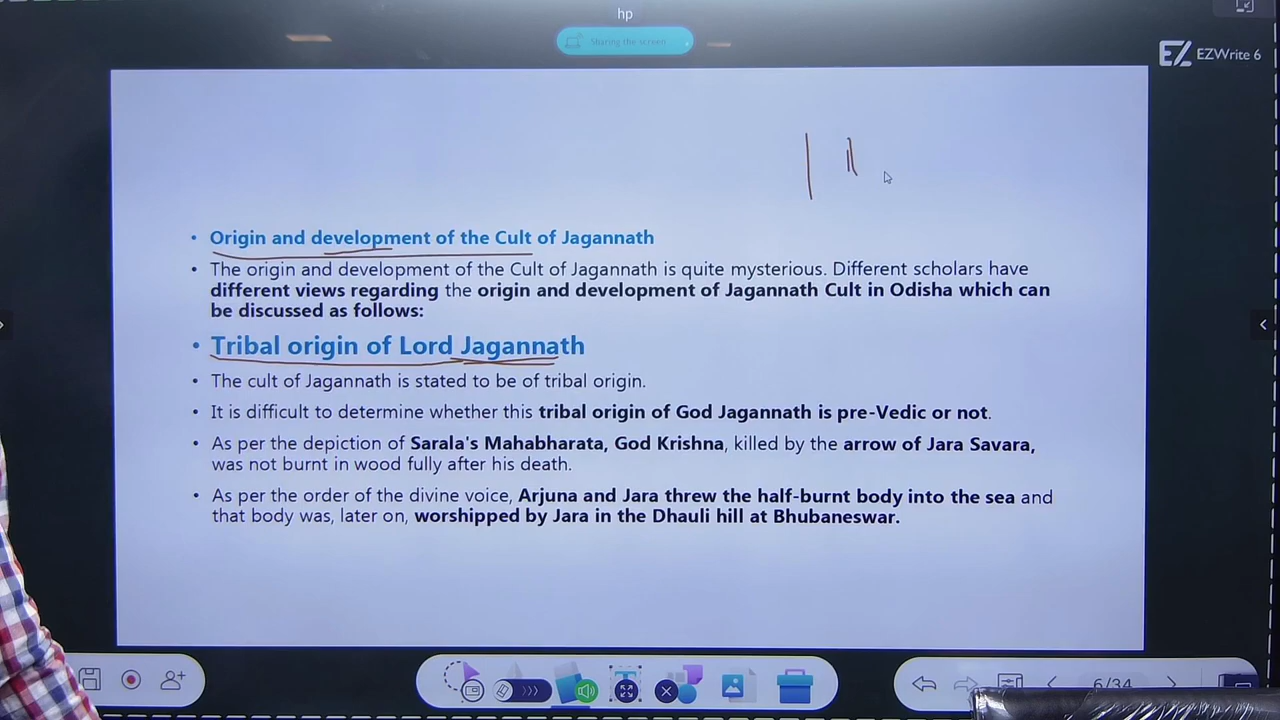 hp
Sharing the screen
EZWrite 6
• Origin and development of the Cult of Jagannath
• The origin and development of the Cult of Jagannath is quite mysterious. Different scholars have
different views regarding the origin and development of Jagannath Cult in Odisha which can
be discussed as follows:
• Tribal origin of Lord Jagannath
• The cult of Jagannath is stated to be of tribal origin.
• It is difficult to determine whether this tribal origin of God Jagannath is pre-Vedic or not.
• As per the depiction of Sarala's Mahabharata, God Krishna, killed by the arrow of Jara Savara,
was not burnt in wood fully after his death.
• As per the order of the divine voice, Arjuna and Jara threw the half-burnt body into the sea and
that body was, later on, worshipped by Jara in the Dhauli hill at Bhubaneswar.
6/34